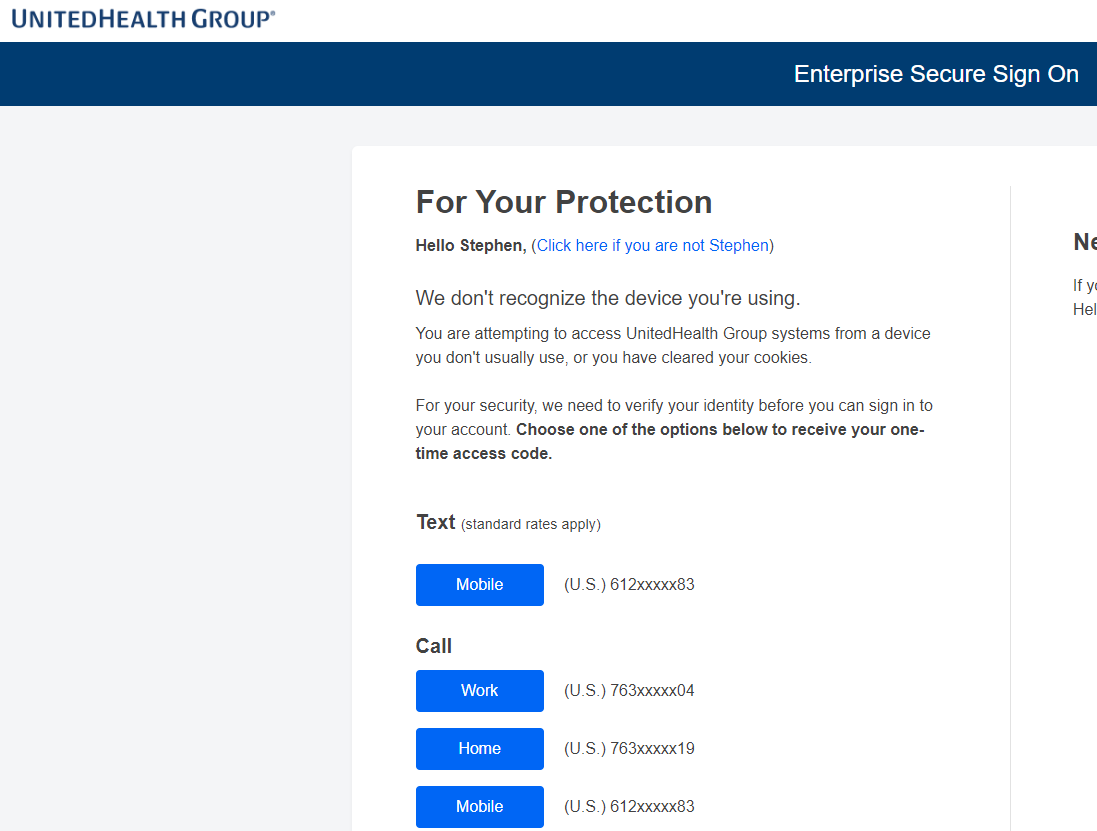 UNITEDHEALTH GROUP®
Enterprise Secure Sign On
For Your Protection
Hello Stephen, (Click here if you are not Stephen)
We don't recognize the device you're using.
You are attempting to access UnitedHealth Group systems from a device
you don't usually use, or you have cleared your cookies.
For your security, we need to verify your identity before you can sign in to
your account. Choose one of the options below to receive your one-
time access code.
Text (standard rates apply)
Mobile (U.S.) 612xxxxx83
Call
Work (U.S.) 763xxxxx04
Home (U.S.) 763xxxxx19
Mobile (U.S.) 612xxxxx83
If